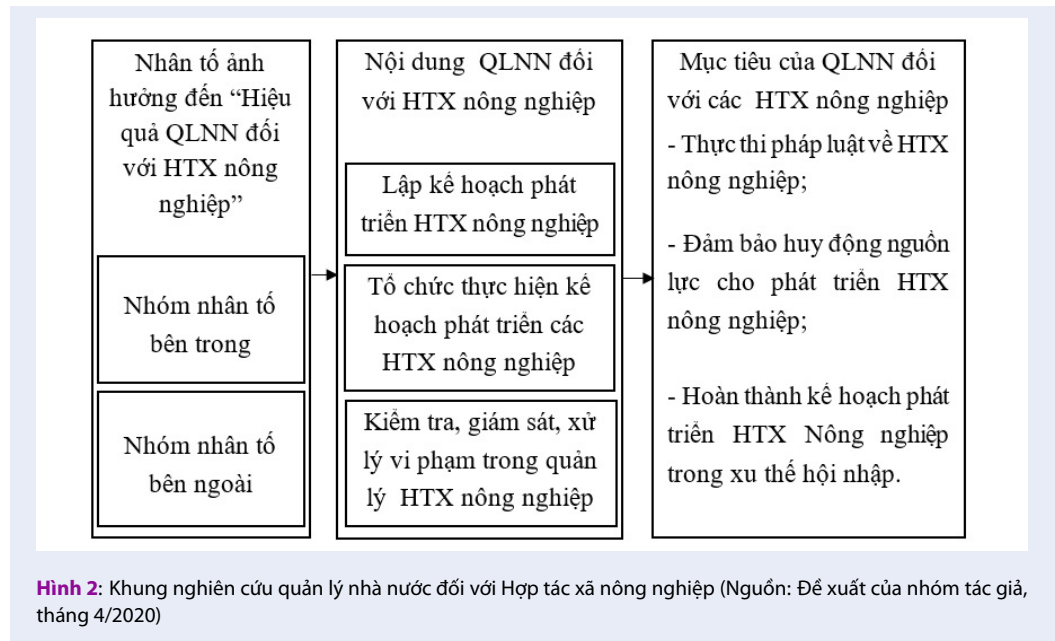 Nhân tố ảnh
hưởng đến “Hiệu
quả QLNN đối
với HTX nông
nghiệp”
Nhóm nhân tố
bên trong
Nhóm nhân tố
bên ngoài
Nội dung QLNN đối
với HTX nông nghiệp
Lập kế hoạch phát
triển HTX nông nghiệp
Tổ chức thực hiện kế
hoạch phát triển các
HTX nông nghiệp
Kiểm tra, giám sát, xử
lý vi phạm trong quản
lý HTX nông nghiệp
Mục tiêu của QLNN đối
với các HTX nông nghiệp
- Thực thi pháp luật về HTX
nông nghiệp;
- Đảm bảo huy động nguồn
lực cho phát triển HTX
nông nghiệp;
- Hoàn thành kế hoạch phát
triển HTX Nông nghiệp
trong xu thế hội nhập.
Hình 2: Khung nghiên cứu quản lý nhà nước đối với Hợp tác xã nông nghiệp (Nguồn: Đề xuất của nhóm tác giả,
tháng 4/2020)